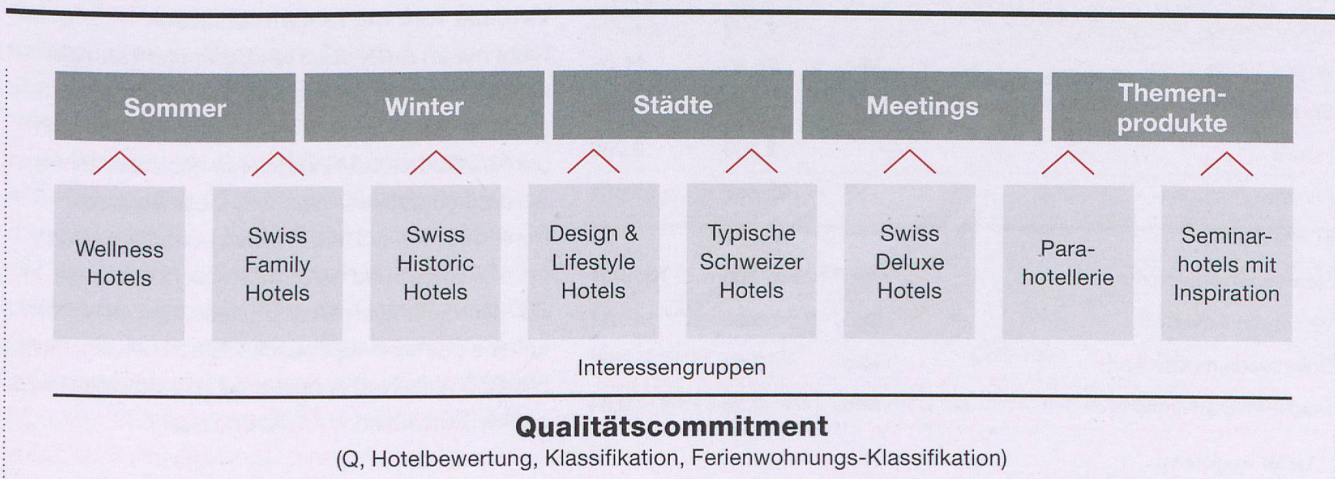 Sommer
Winter
Städte
Meetings
Themen-
produkte
Wellness
Hotels
Swiss
Family
Hotels
Swiss
Historic
Hotels
Design &
Lifestyle
Hotels
Typische
Schweizer
Hotels
Swiss
Deluxe
Hotels
Para-
hotellerie
Seminar-
hotels mit
Inspiration
Interessengruppen
Qualitätscommitment
(Q, Hotelbewertung, Klassifikation, Ferienwohnungs-Klassifikation)